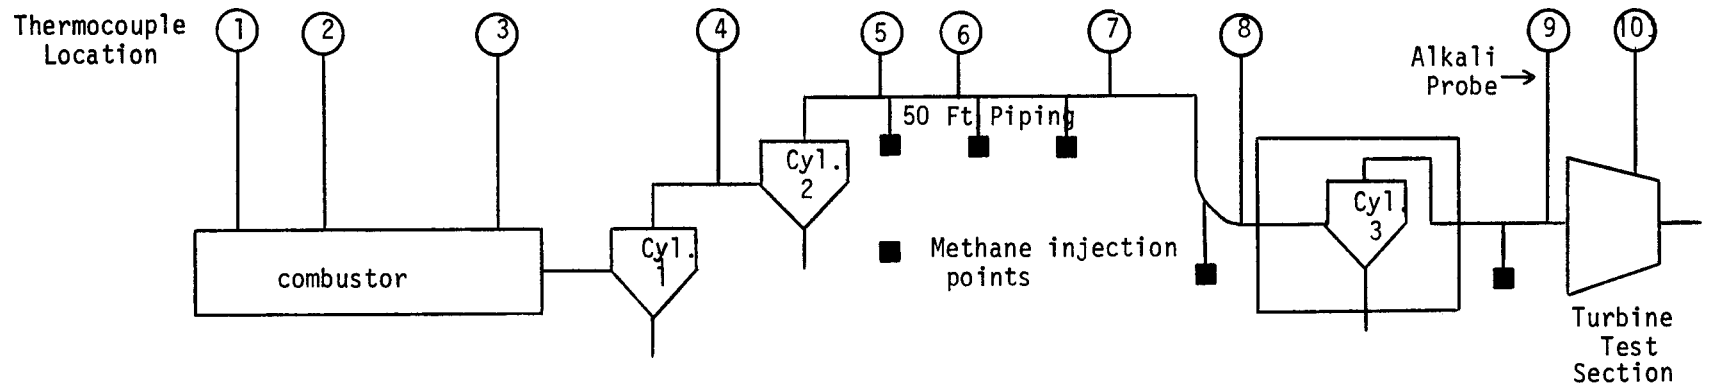 Thermocouple
Location
1
2
3
4
5
6
7
8
9
10
Alkali
Probe
50 Ft Piping
Cyl.
2
Cyl.
3
Cyl.
1
combustor
Methane injection
points
Turbine
Test
Section